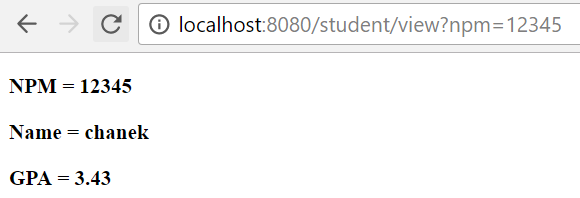 localhost:8080/student/view?npm=12345
NPM = 12345
Name = chanek
GPA = 3.43